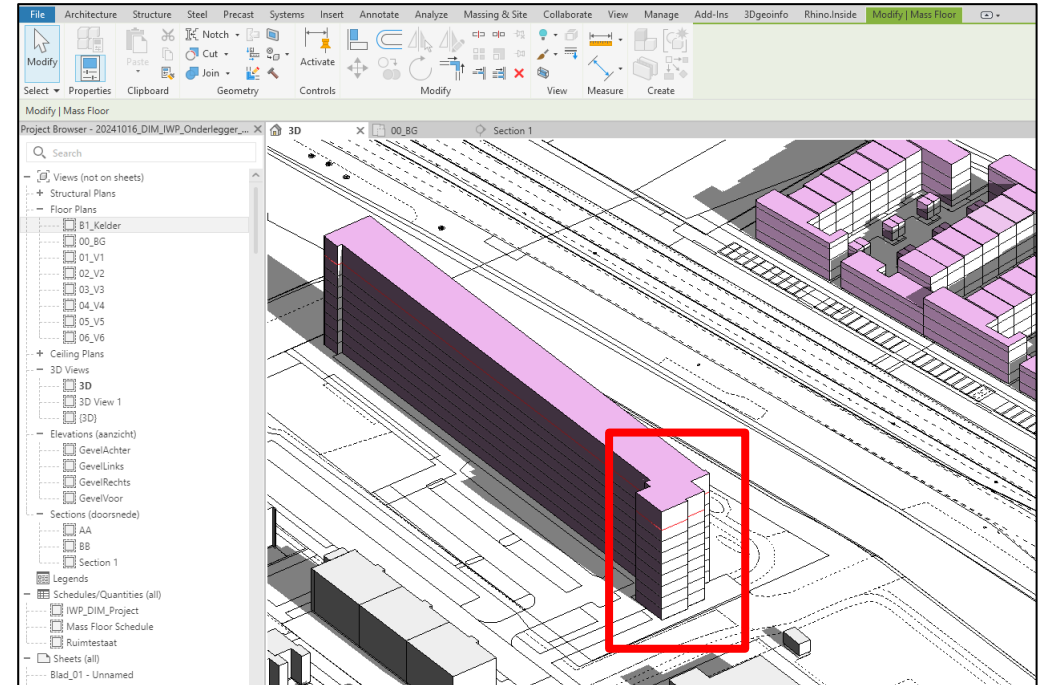 File Architecture Structure Steel Precast Systems Insert Annotate Analyze Massing & Site Collaborate View Manage Add-Ins 3Dgeoinfo Rhino.Inside Modify | Mass Floor
Notch
Cut
Join
Modify
Paste
Activate
Select Properties Clipboard Geometry Controls Modify View Measure Create
Modify | Mass Floor
Project Browser - 20241016_DIM_IWP_Onderlegger_...
3D
00_BG
Section 1
Search
Views (not on sheets)
Structural Plans
Floor Plans
B1_Kelder
00_BG
01_V1
02_V2
03_V3
04_V4
05_V5
06_V6
Ceiling Plans
3D Views
3D
3D View 1
{3D}
Elevations (aanzicht)
GevelAchter
GevelLinks
GevelRechts
GevelVoor
Sections (doorsnede)
AA
BB
Section 1
Legends
Schedules/Quantities (all)
IWP_DIM_Project
Mass Floor Schedule
Ruimtestaat
Sheets (all)
Blad_01 - Unnamed